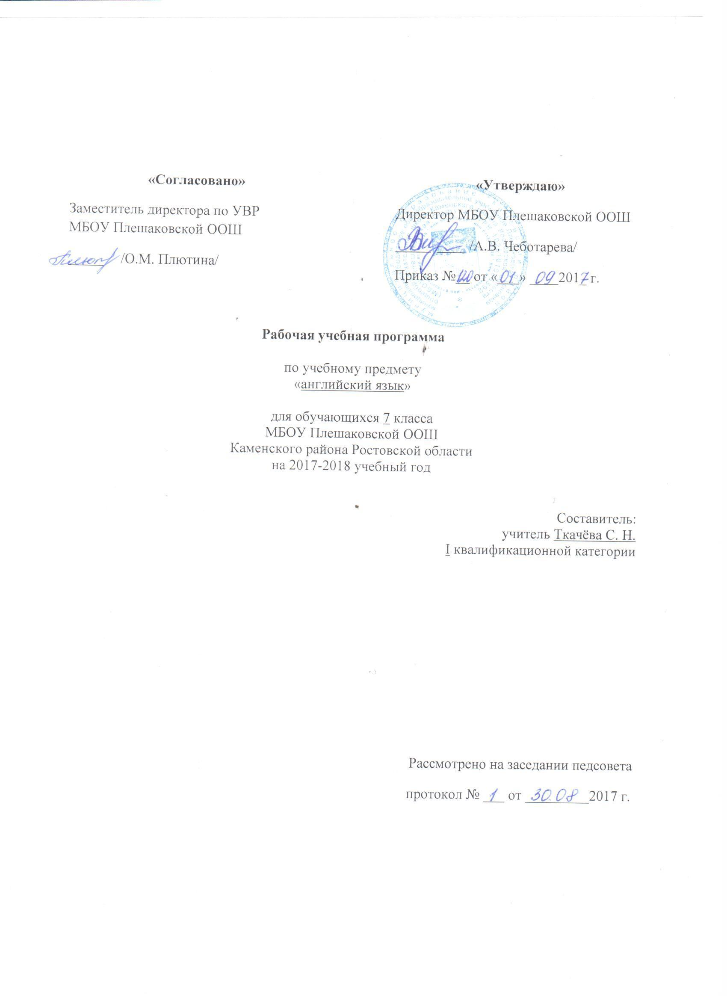 «Согласовано»
Заместитель директора по УВР
МБОУ Плешаковской ООШ
/О.М. Плютина/
«Утверждаю»
Директор МБОУ Плешаковской ООШ
/А.В. Чеботарева/
Приказ №120 от «01» 09 2017 г.
Рабочая учебная программа
по учебному предмету
«английский язык»
для обучающихся 7 класса
МБОУ Плешаковской ООШ
Каменского района Ростовской области
на 2017-2018 учебный год
Составитель:
учитель Ткачёва С. Н.
I квалификационной категории
Рассмотрено на заседании педсовета
протокол № 1 от 30.08 2017 г.